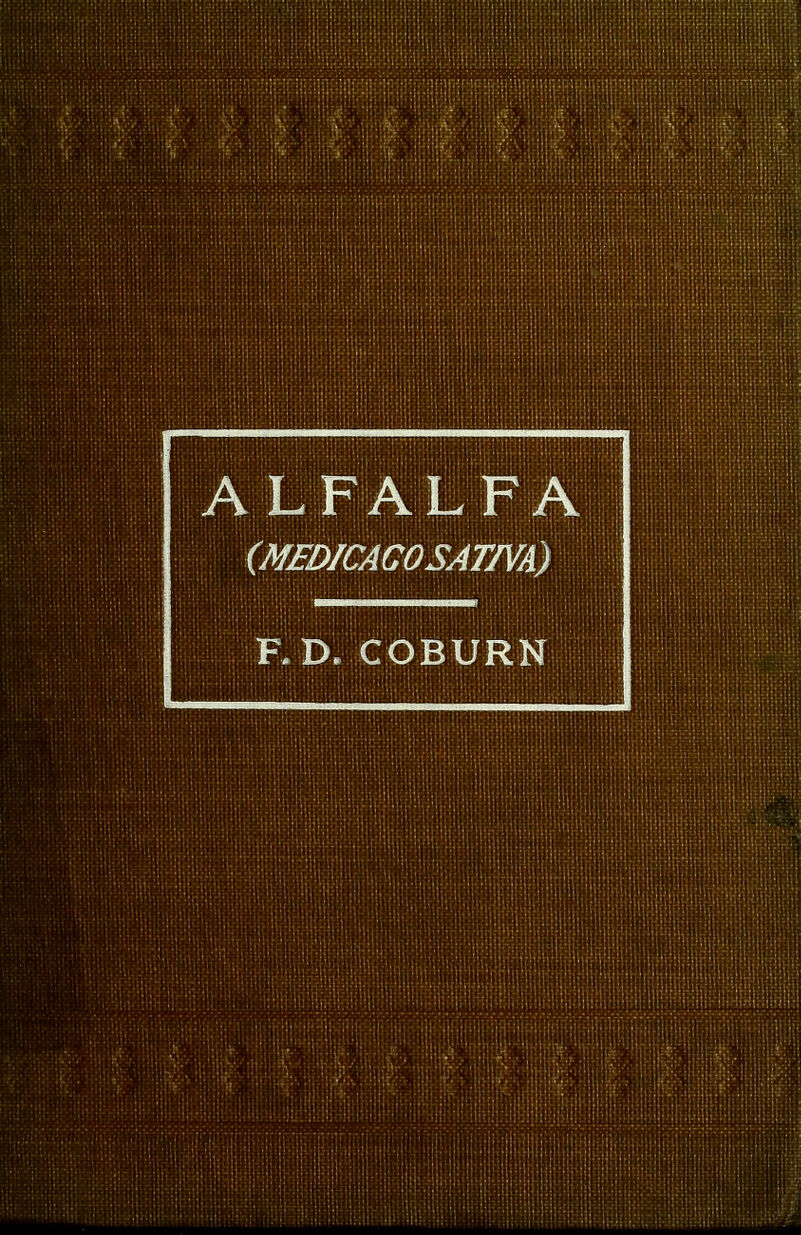 ALFALFA
(MEDICAGO SATIVA)
F. D. COBURN